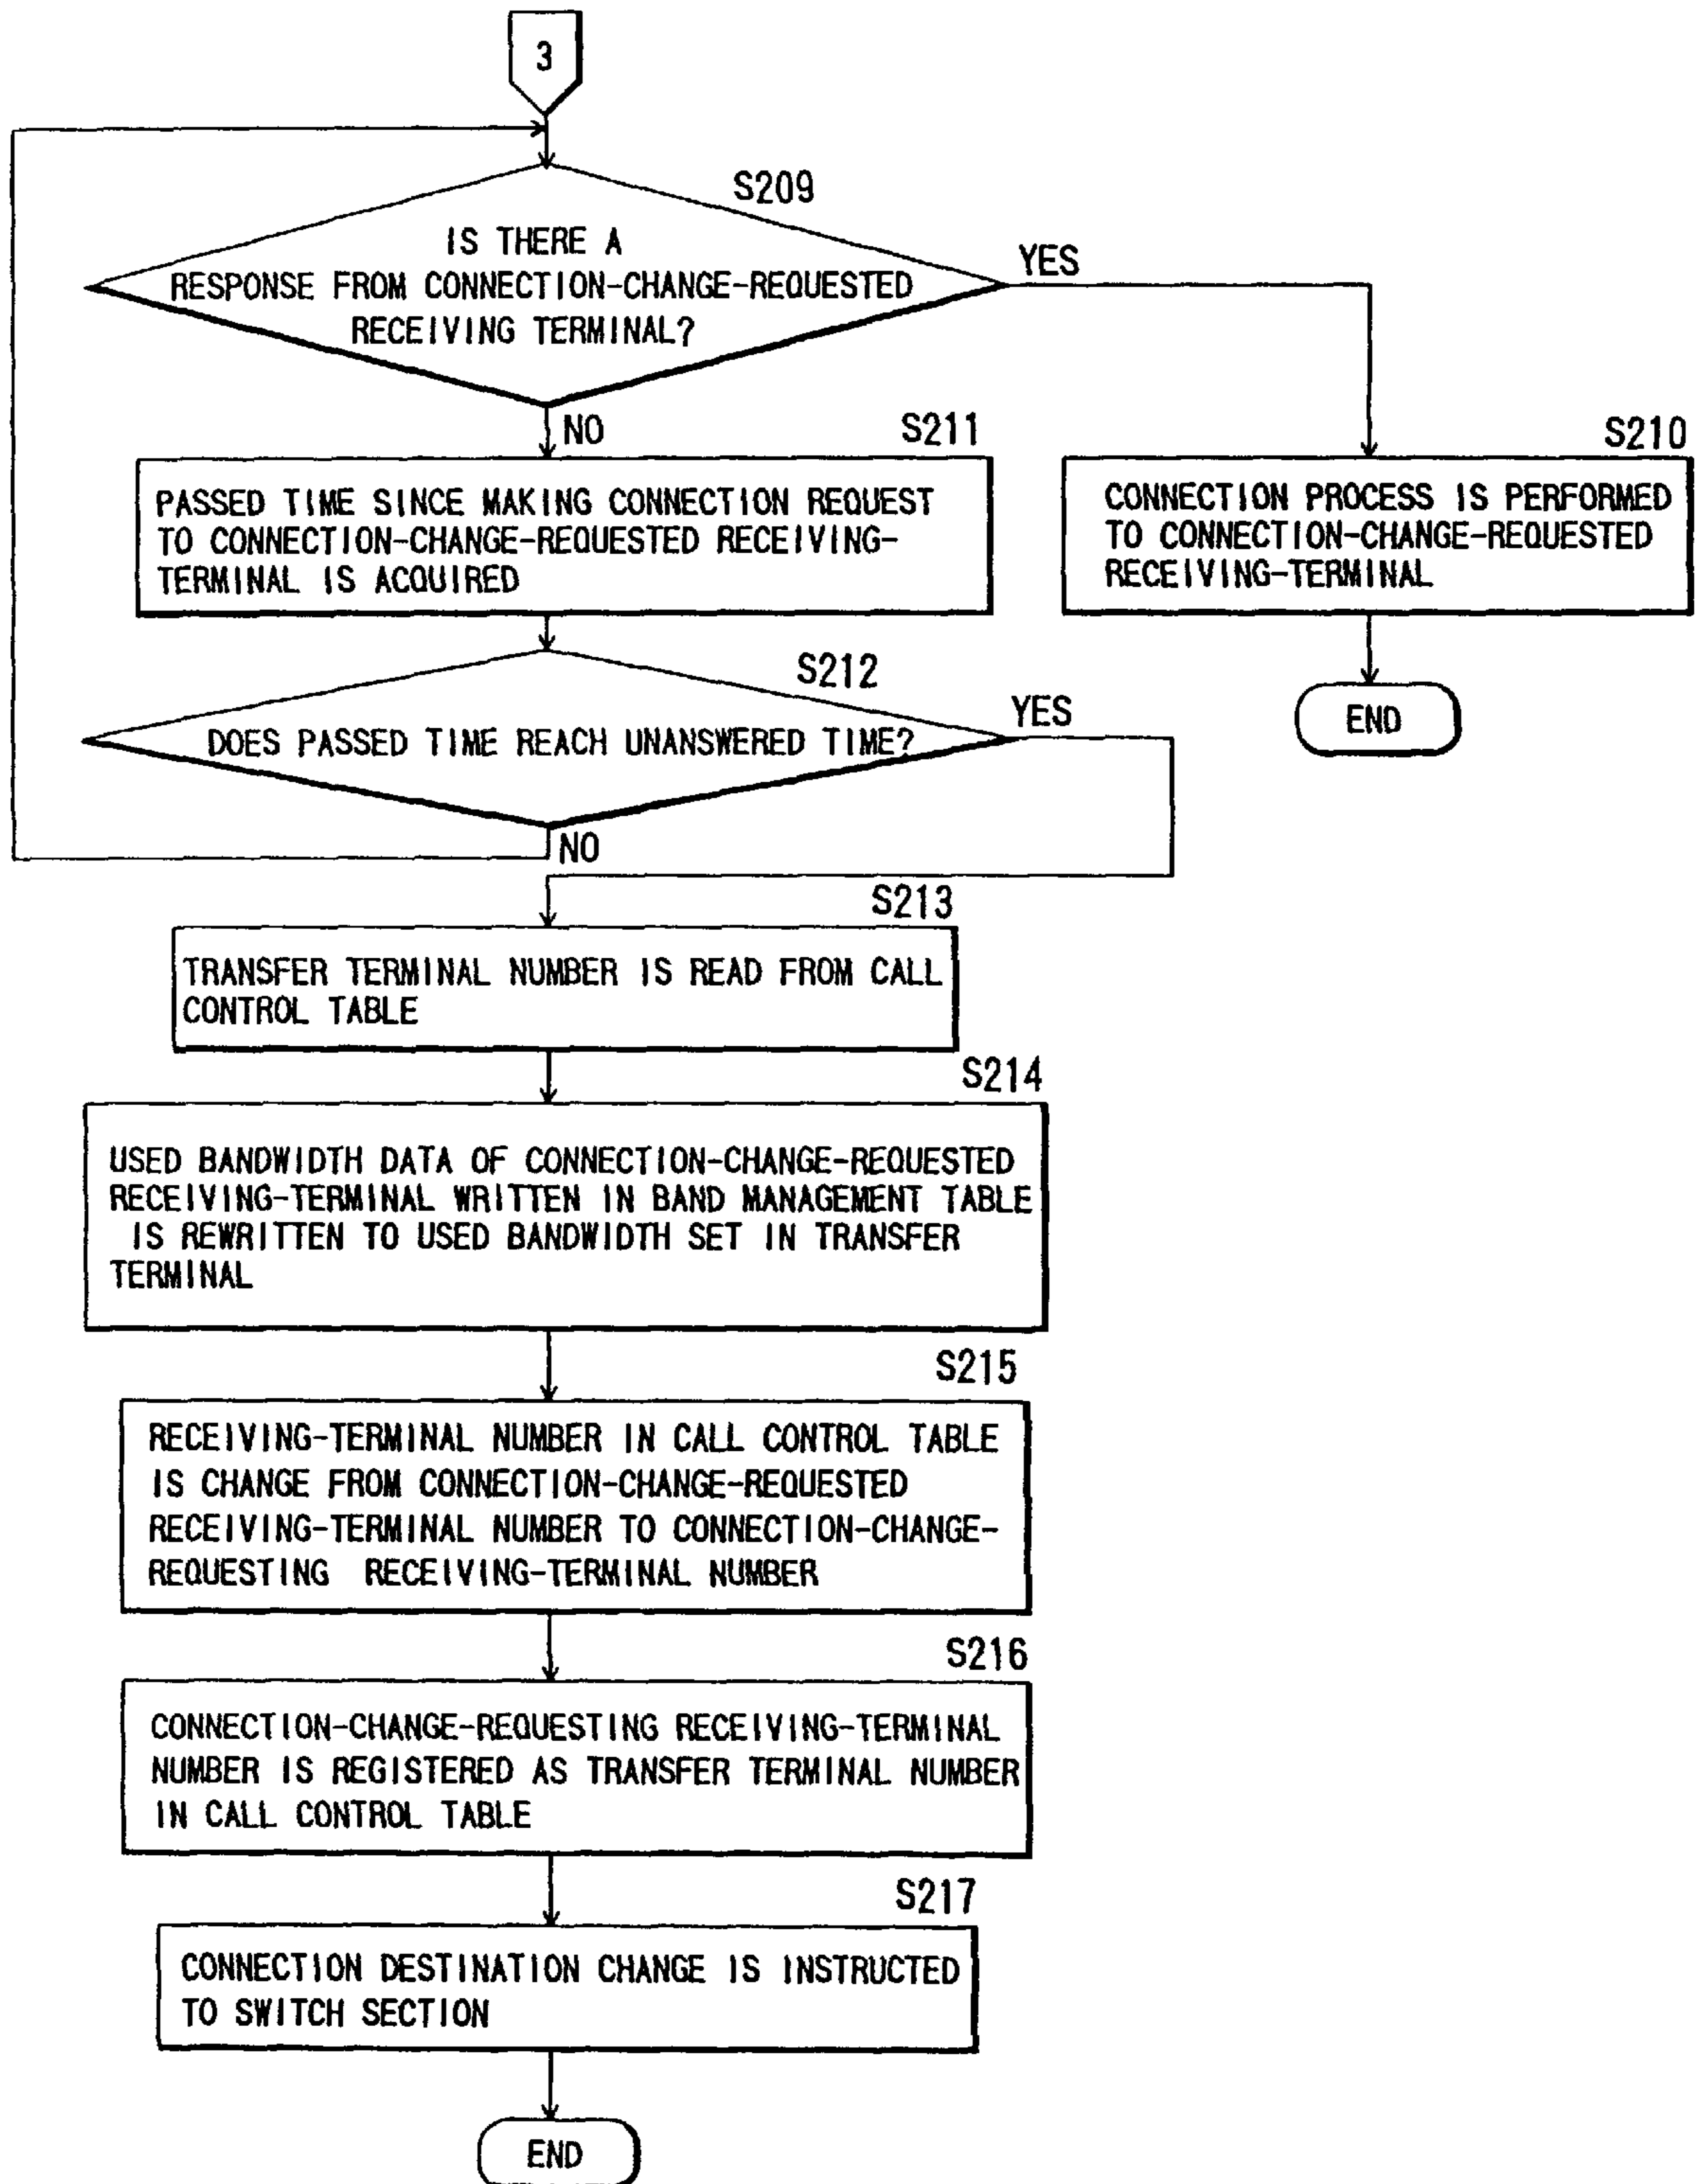 3
S209
IS THERE A
RESPONSE FROM CONNECTION-CHANGE-REQUESTED
RECEIVING TERMINAL?
YES
NO
S211
PASSED TIME SINCE MAKING CONNECTION REQUEST
TO CONNECTION-CHANGE-REQUESTED RECEIVING-
TERMINAL IS ACQUIRED
S210
CONNECTION PROCESS IS PERFORMED
TO CONNECTION-CHANGE-REQUESTED
RECEIVING-TERMINAL
END
S212
DOES PASSED TIME REACH UNANSWERED TIME?
YES
NO
S213
TRANSFER TERMINAL NUMBER IS READ FROM CALL
CONTROL TABLE
S214
USED BANDWIDTH DATA OF CONNECTION-CHANGE-REQUESTED
RECEIVING-TERMINAL WRITTEN IN BAND MANAGEMENT TABLE
IS REWRITTEN TO USED BANDWIDTH SET IN TRANSFER
TERMINAL
S215
RECEIVING-TERMINAL NUMBER IN CALL CONTROL TABLE
IS CHANGE FROM CONNECTION-CHANGE-REQUESTED
RECEIVING-TERMINAL NUMBER TO CONNECTION-CHANGE-
REQUESTING RECEIVING-TERMINAL NUMBER
S216
CONNECTION-CHANGE-REQUESTING RECEIVING-TERMINAL
NUMBER IS REGISTERED AS TRANSFER TERMINAL NUMBER
IN CALL CONTROL TABLE
S217
CONNECTION DESTINATION CHANGE IS INSTRUCTED
TO SWITCH SECTION
END